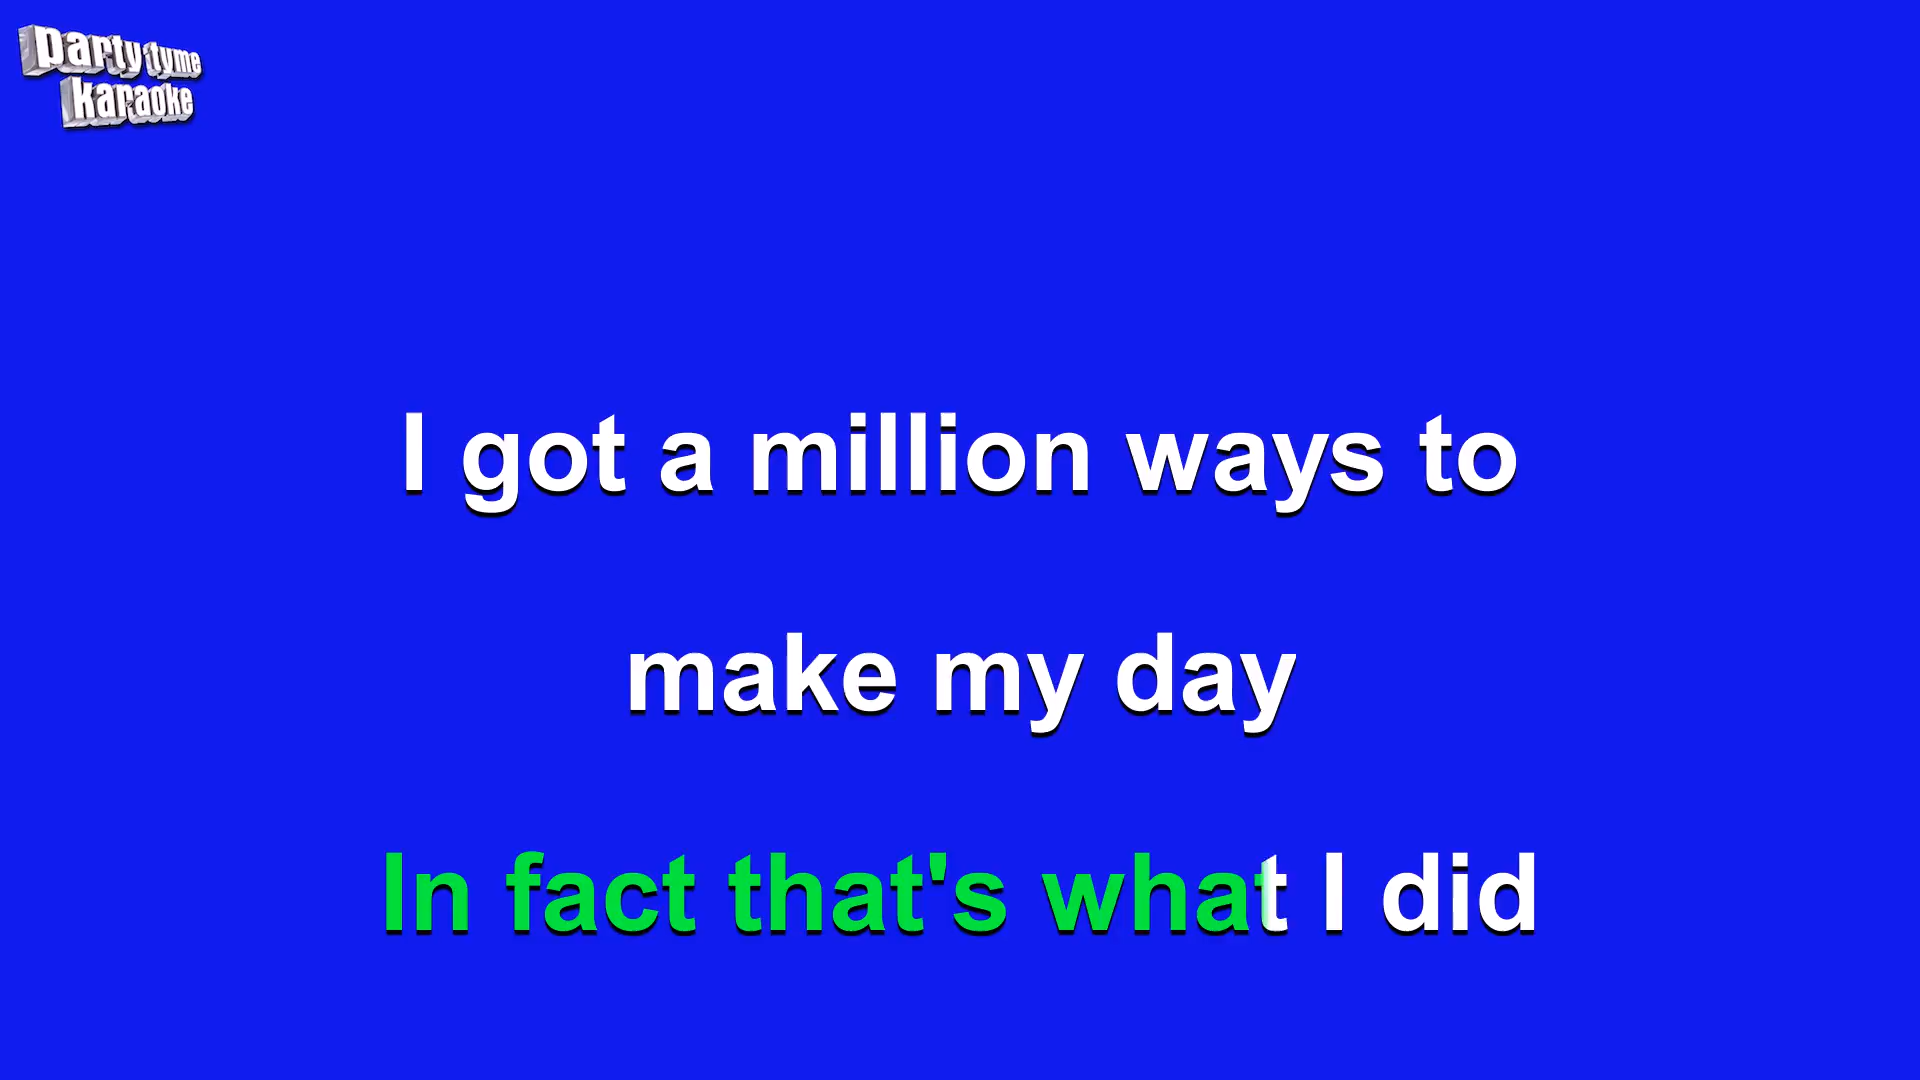 party tyme
karaoke
I got a million ways to
make my day
In fact that's what I did